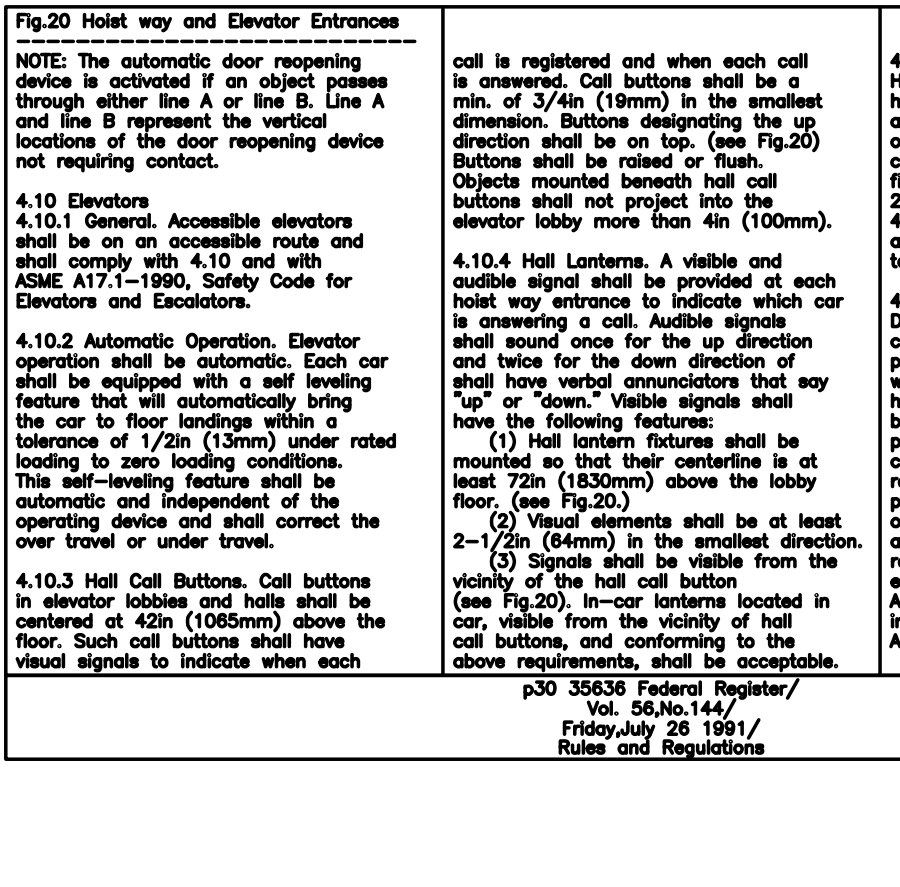 Fig.20 Hoist way and Elevator Entrances
NOTE: The automatic door reopening
device is activated if an object passes
through either line A or line B. Line A
and line B represent the vertical
locations of the door reopening device
not requiring contact.
4.10 Elevators
4.10.1 General. Accessible elevators
shall be on an accessible route and
shall comply with 4.10 and with
ASME A17.1-1990, Safety Code for
Elevators and Escalators.
4.10.2 Automatic Operation. Elevator
operation shall be automatic. Each car
shall be equipped with a self leveling
feature that will automatically bring
the car to floor landings within a
tolerance of 1/2in (13mm) under rated
loading to zero loading conditions.
This self-leveling feature shall be
automatic and independent of the
operating device and shall correct the
over travel or under travel.
4.10.3 Hall Call Buttons. Call buttons
in elevator lobbies and halls shall be
centered at 42in (1065mm) above the
floor. Such call buttons shall have
visual signals to indicate when each
call is registered and when each call
is answered. Call buttons shall be a
min. of 3/4in (19mm) in the smallest
dimension. Buttons designating the up
direction shall be on top. (see Fig.20)
Buttons shall be raised or flush.
Objects mounted beneath hall call
buttons shall not project into the
elevator lobby more than 4in (100mm).
4.10.4 Hall Lanterns. A visible and
audible signal shall be provided at each
hoist way entrance to indicate which car
is answering a call. Audible signals
shall sound once for the up direction
and twice for the down direction of
shall have verbal annunciators that say
"up" or "down." Visible signals shall
have the following features:
(1) Hall lantern fixtures shall be
mounted so that their centerline is at
least 72in (1830mm) above the lobby
floor. (see Fig.20.)
(2) Visual elements shall be at least
2-1/2in (64mm) in the smallest direction.
(3) Signals shall be visible from the
vicinity of the hall call button
(see Fig.20). In-car lanterns located in
car, visible from the vicinity of hall
call buttons, and conforming to the
above requirements, shall be acceptable.
p30 35636 Federal Register/
Vol. 56,No.144/
Friday,July 26 1991/
Rules and Regulations